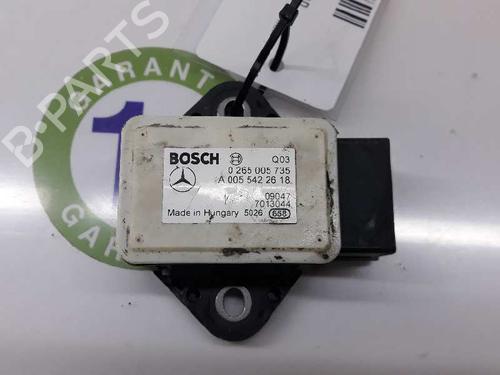 B-PARTS
GARANT
1
GA
BOSCH
Q03
0 265 005 735
A 005 542 26 18
09047
7013044
Made in Hungary 5026 658